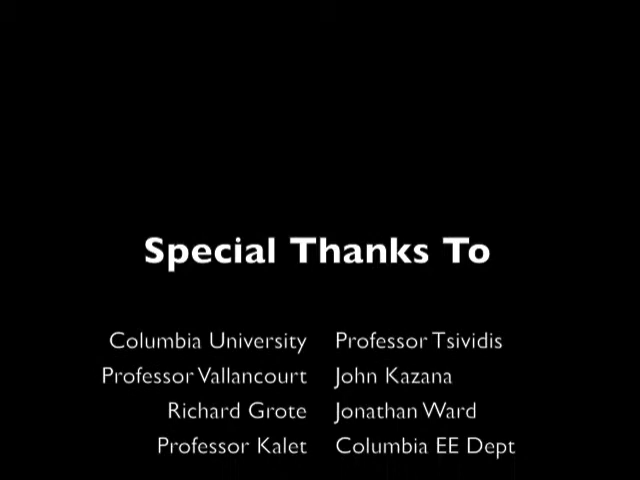 Special Thanks To
Columbia University Professor Tsividis
Professor Vallancourt John Kazana
Richard Grote Jonathan Ward
Professor Kalet Columbia EE Dept